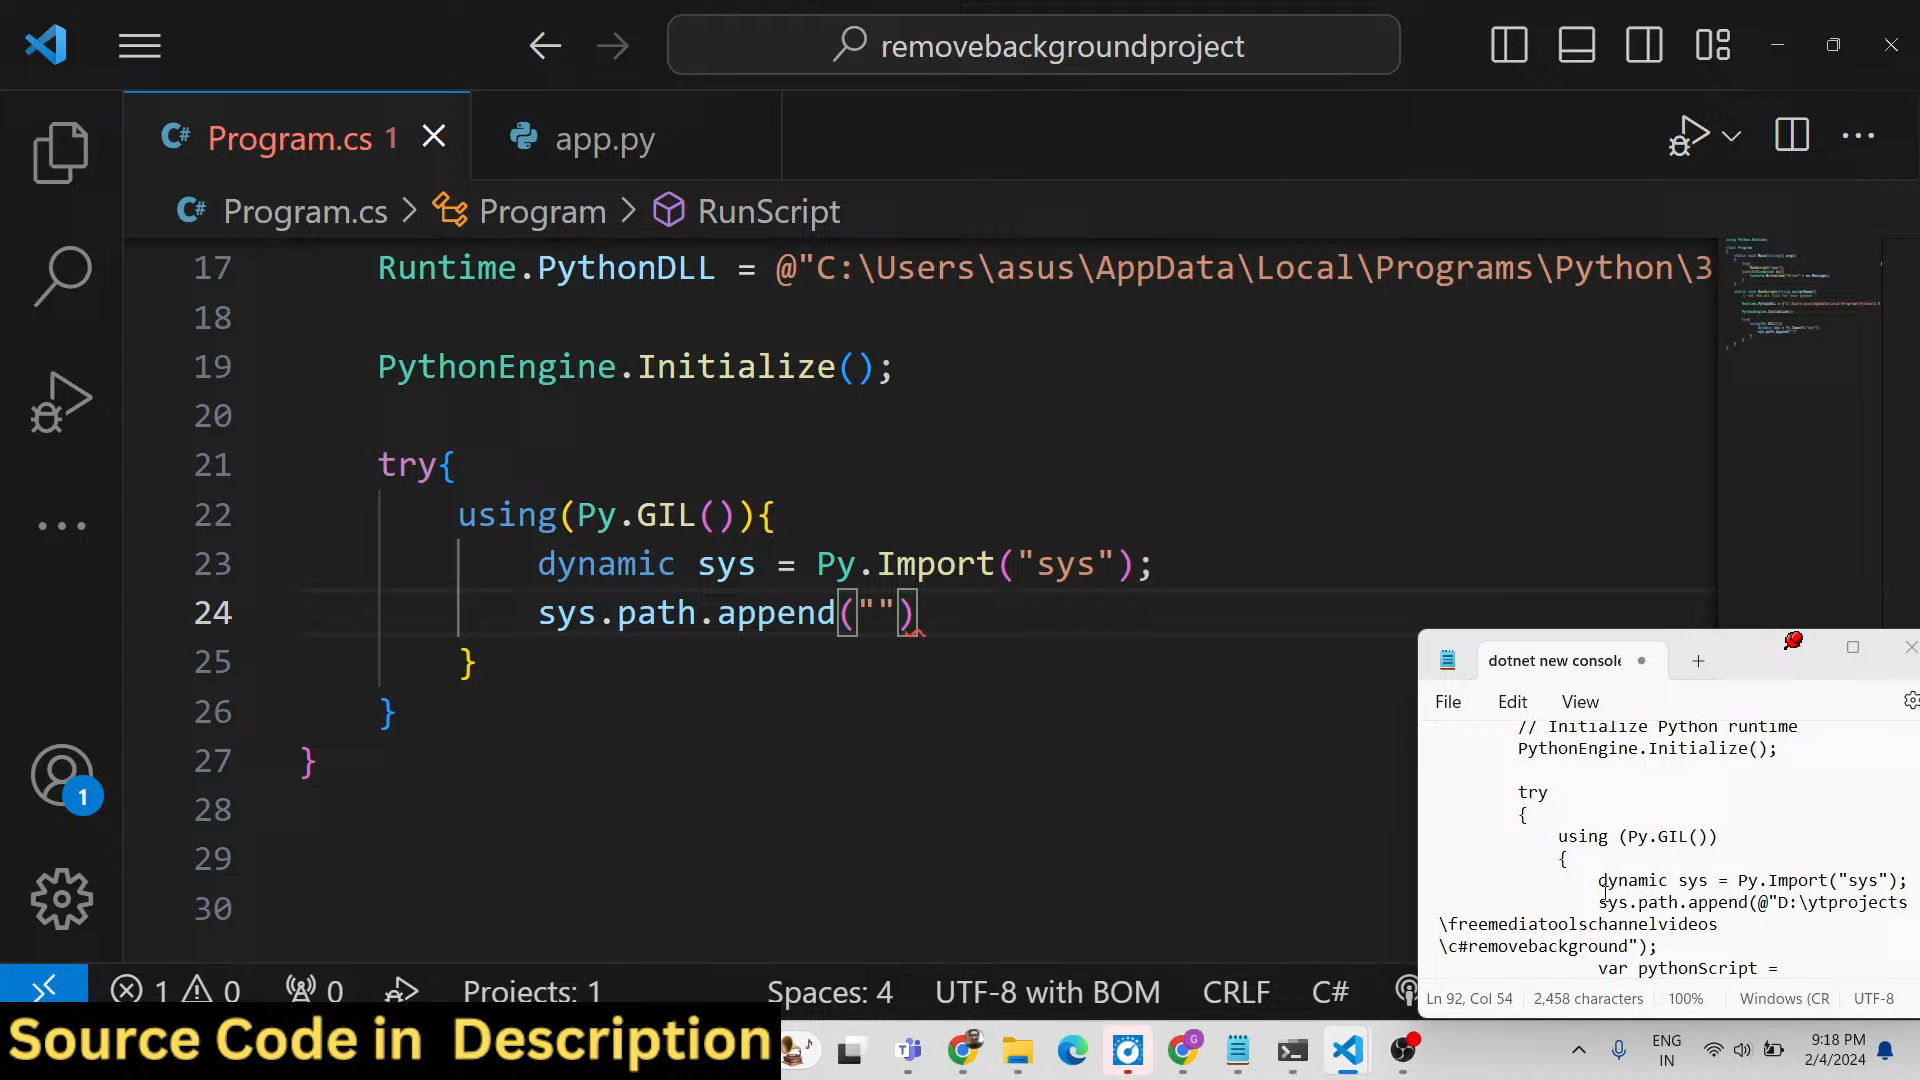 removebackgroundproject
Program.cs 1
app.py
Program.cs > Program > RunScript
17 Runtime.PythonDLL = @"C:\Users\asus\AppData\Local\Programs\Python\3
18
19 PythonEngine.Initialize();
20
21 try{
22 using(Py.GIL()){
23 dynamic sys = Py.Import("sys");
24 sys.path.append("")
25 }
26 }
27 }
28
29
30
1
dotnet new console
File Edit View
// Initialize Python runtime
PythonEngine.Initialize();
try
{
using (Py.GIL())
{
dynamic sys = Py.Import("sys");
sys.path.append(@"D:\ytprojects
\freemediatoolschannelvideos
\c#removebackground");
var pythonScript =
Ln 92, Col 54 2,458 characters 100% Windows (CR UTF-8
1 0 0 Projects: 1 Spaces: 4 UTF-8 with BOM CRLF C#
Source Code in Description
ENG
IN
9:18 PM
2/4/2024